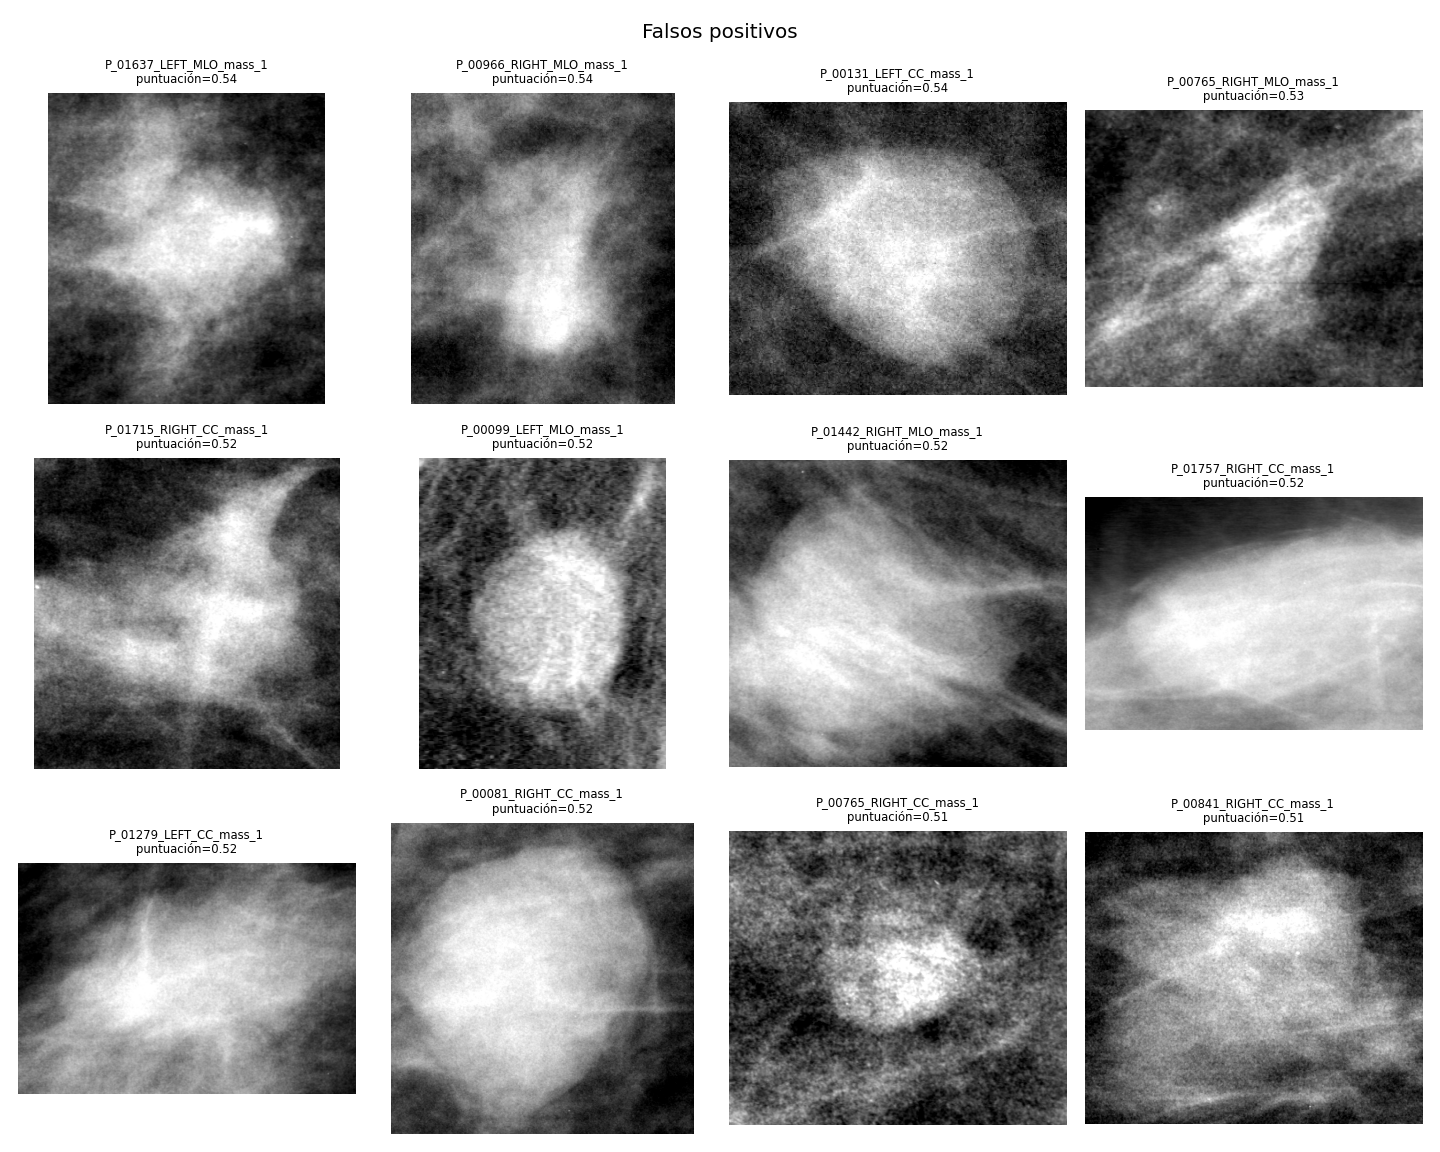 Falsos positivos
P_01637_LEFT_MLO_mass_1
puntuación=0.54
P_00966_RIGHT_MLO_mass_1
puntuación=0.54
P_00131_LEFT_CC_mass_1
puntuación=0.54
P_00765_RIGHT_MLO_mass_1
puntuación=0.53
P_01715_RIGHT_CC_mass_1
puntuación=0.52
P_00099_LEFT_MLO_mass_1
puntuación=0.52
P_01442_RIGHT_MLO_mass_1
puntuación=0.52
P_01757_RIGHT_CC_mass_1
puntuación=0.52
P_01279_LEFT_CC_mass_1
puntuación=0.52
P_00081_RIGHT_CC_mass_1
puntuación=0.52
P_00765_RIGHT_CC_mass_1
puntuación=0.51
P_00841_RIGHT_CC_mass_1
puntuación=0.51